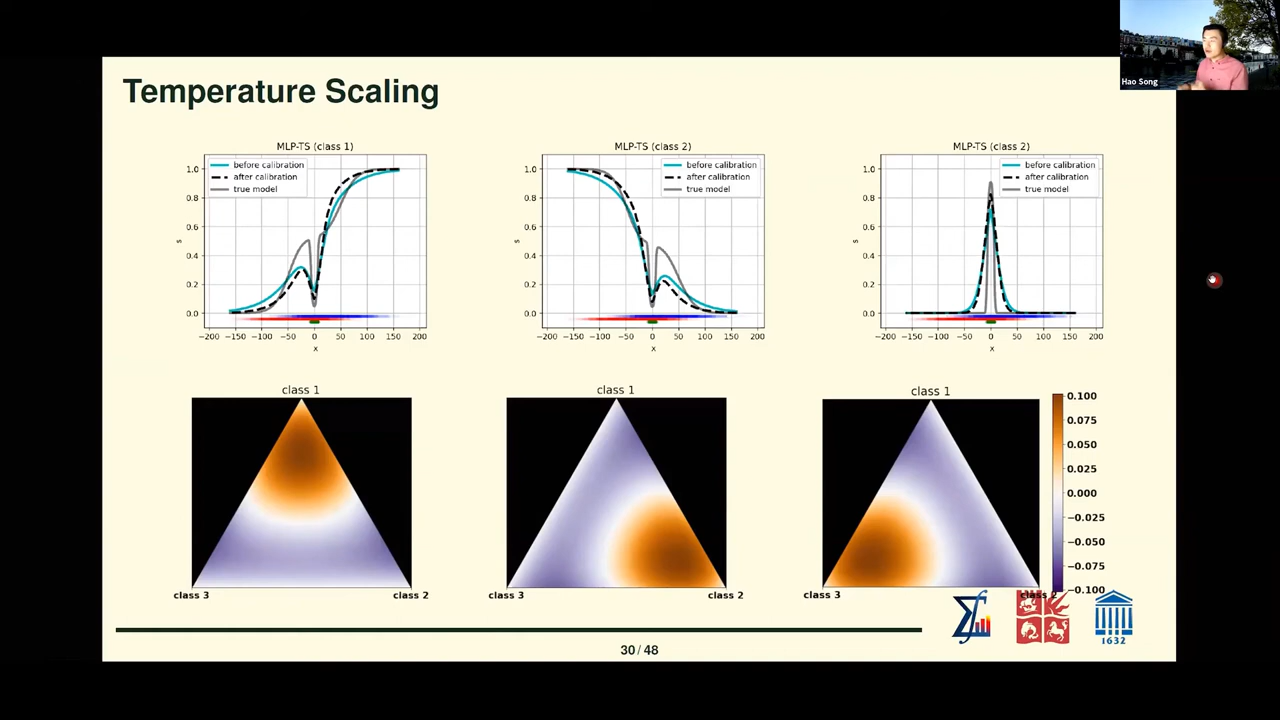 Hao Song
Temperature Scaling
MLP-TS (class 1)
before calibration
after calibration
true model
s
1.0
0.8
0.6
0.4
0.2
0.0
−200 −150 −100 −50 0 50 100 150 200
x
MLP-TS (class 2)
before calibration
after calibration
true model
s
1.0
0.8
0.6
0.4
0.2
0.0
−200 −150 −100 −50 0 50 100 150 200
x
MLP-TS (class 2)
before calibration
after calibration
true model
s
1.0
0.8
0.6
0.4
0.2
0.0
−200 −150 −100 −50 0 50 100 150 200
x
class 1
class 3 class 2
class 1
class 3 class 2
class 1
class 3 class 2
0.100
0.075
0.050
0.025
0.000
−0.025
−0.050
−0.075
−0.100
1632
30 / 48